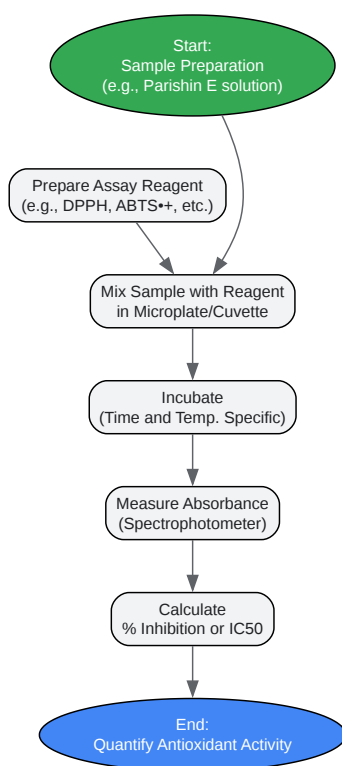 Start:
Sample Preparation
(e.g., Parishin E solution)
Prepare Assay Reagent
(e.g., DPPH, ABTS•+, etc.)
Mix Sample with Reagent
in Microplate/Cuvette
Incubate
(Time and Temp. Specific)
Measure Absorbance
(Spectrophotometer)
Calculate
% Inhibition or IC50
End:
Quantify Antioxidant Activity